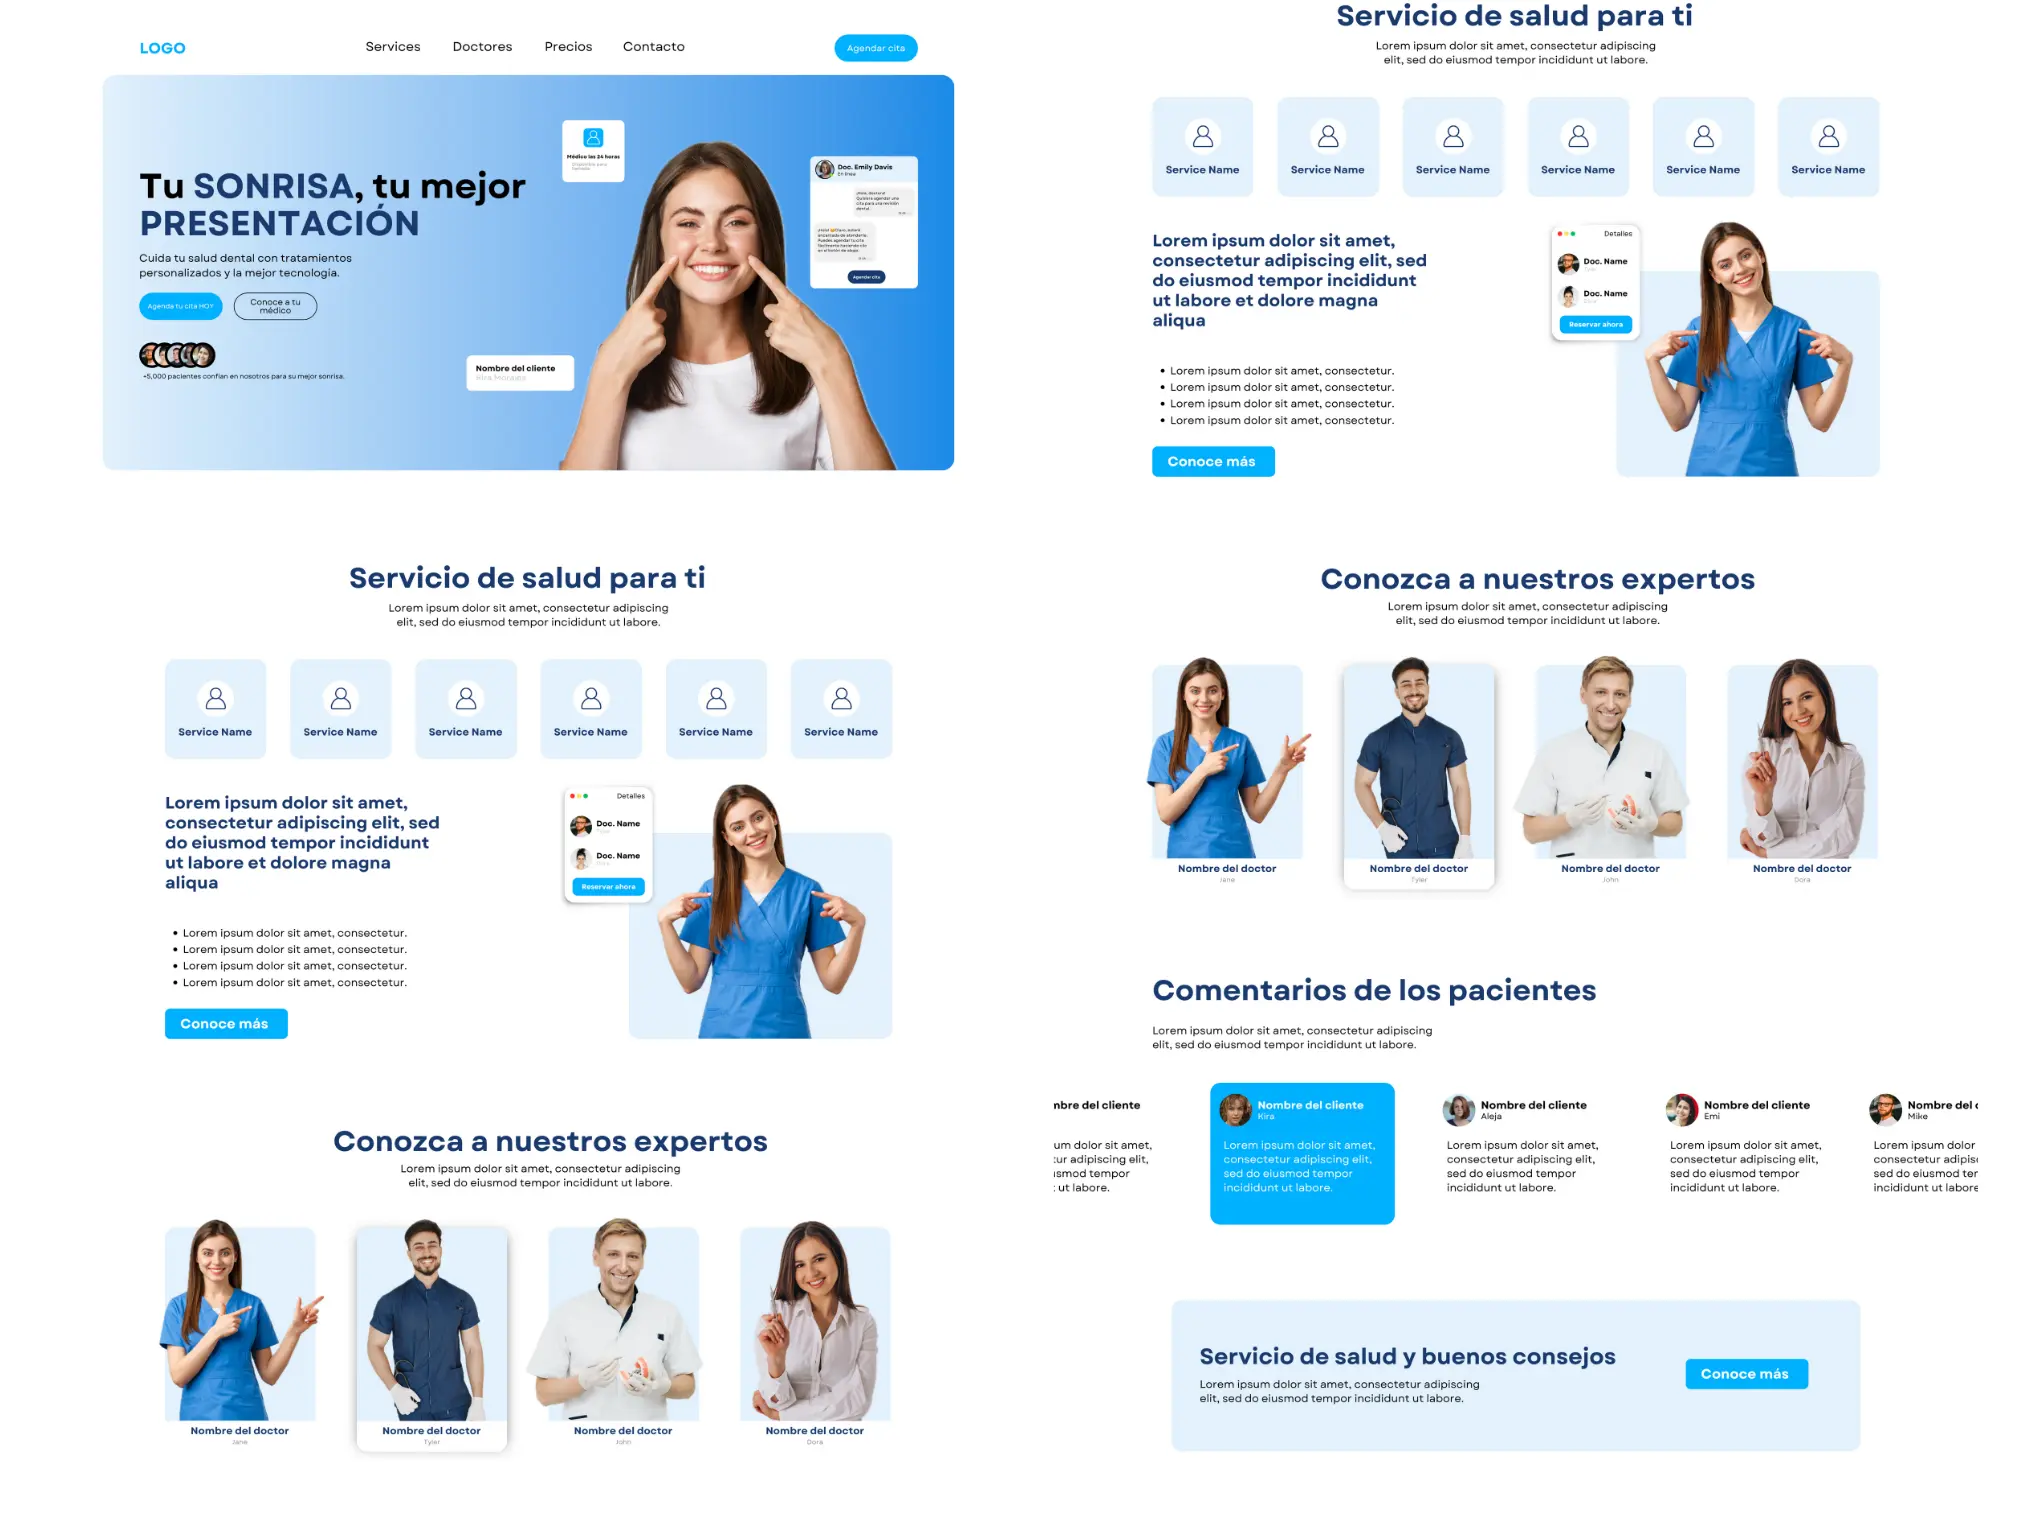 LOGO
Services
Doctores
Precios
Contacto
Agendar cita
Tu SONRISA, tu mejor
PRESENTACIÓN
Cuida tu salud dental con tratamientos
personalizados y la mejor tecnología.
Agenda tu cita HOY
Conoce a tu
médico
+5,000 pacientes confían en nosotros para su mejor sonrisa.
Médico las 24 horas
Nombre del cliente
Kira Morales
Doc. Emily Davis
En línea
Agendar cita
Servicio de salud para ti
Lorem ipsum dolor sit amet, consectetur adipiscing
elit, sed do eiusmod tempor incididunt ut labore.
Service Name
Service Name
Service Name
Service Name
Service Name
Service Name
Lorem ipsum dolor sit amet,
consectetur adipiscing elit, sed
do eiusmod tempor incididunt
ut labore et dolore magna
aliqua
Lorem ipsum dolor sit amet, consectetur.
Lorem ipsum dolor sit amet, consectetur.
Lorem ipsum dolor sit amet, consectetur.
Lorem ipsum dolor sit amet, consectetur.
Conoce más
Detalles
Doc. Name
Doc. Name
Reservar ahora
Conozca a nuestros expertos
Lorem ipsum dolor sit amet, consectetur adipiscing
elit, sed do eiusmod tempor incididunt ut labore.
Nombre del doctor
Jane
Nombre del doctor
Tyler
Nombre del doctor
John
Nombre del doctor
Dora
Servicio de salud para ti
Lorem ipsum dolor sit amet, consectetur adipiscing
elit, sed do eiusmod tempor incididunt ut labore.
Service Name
Service Name
Service Name
Service Name
Service Name
Service Name
Lorem ipsum dolor sit amet,
consectetur adipiscing elit, sed
do eiusmod tempor incididunt
ut labore et dolore magna
aliqua
Lorem ipsum dolor sit amet, consectetur.
Lorem ipsum dolor sit amet, consectetur.
Lorem ipsum dolor sit amet, consectetur.
Lorem ipsum dolor sit amet, consectetur.
Conoce más
Detalles
Doc. Name
Doc. Name
Reservar ahora
Conozca a nuestros expertos
Lorem ipsum dolor sit amet, consectetur adipiscing
elit, sed do eiusmod tempor incididunt ut labore.
Nombre del doctor
Jane
Nombre del doctor
Tyler
Nombre del doctor
John
Nombre del doctor
Dora
Comentarios de los pacientes
Lorem ipsum dolor sit amet, consectetur adipiscing
elit, sed do eiusmod tempor incididunt ut labore.
mbre del cliente
um dolor sit amet,
tur adipiscing elit,
usmod tempor
ut labore.
Nombre del cliente
Kira
Lorem ipsum dolor sit amet,
consectetur adipiscing elit,
sed do eiusmod tempor
incididunt ut labore.
Nombre del cliente
Aleja
Lorem ipsum dolor sit amet,
consectetur adipiscing elit,
sed do eiusmod tempor
incididunt ut labore.
Nombre del cliente
Emi
Lorem ipsum dolor sit amet,
consectetur adipiscing elit,
sed do eiusmod tempor
incididunt ut labore.
Nombre del c
Mike
Lorem ipsum dolor
consectetur adipisc
sed do eiusmod ter
incididunt ut labore
Servicio de salud y buenos consejos
Lorem ipsum dolor sit amet, consectetur adipiscing
elit, sed do eiusmod tempor incididunt ut labore.
Conoce más